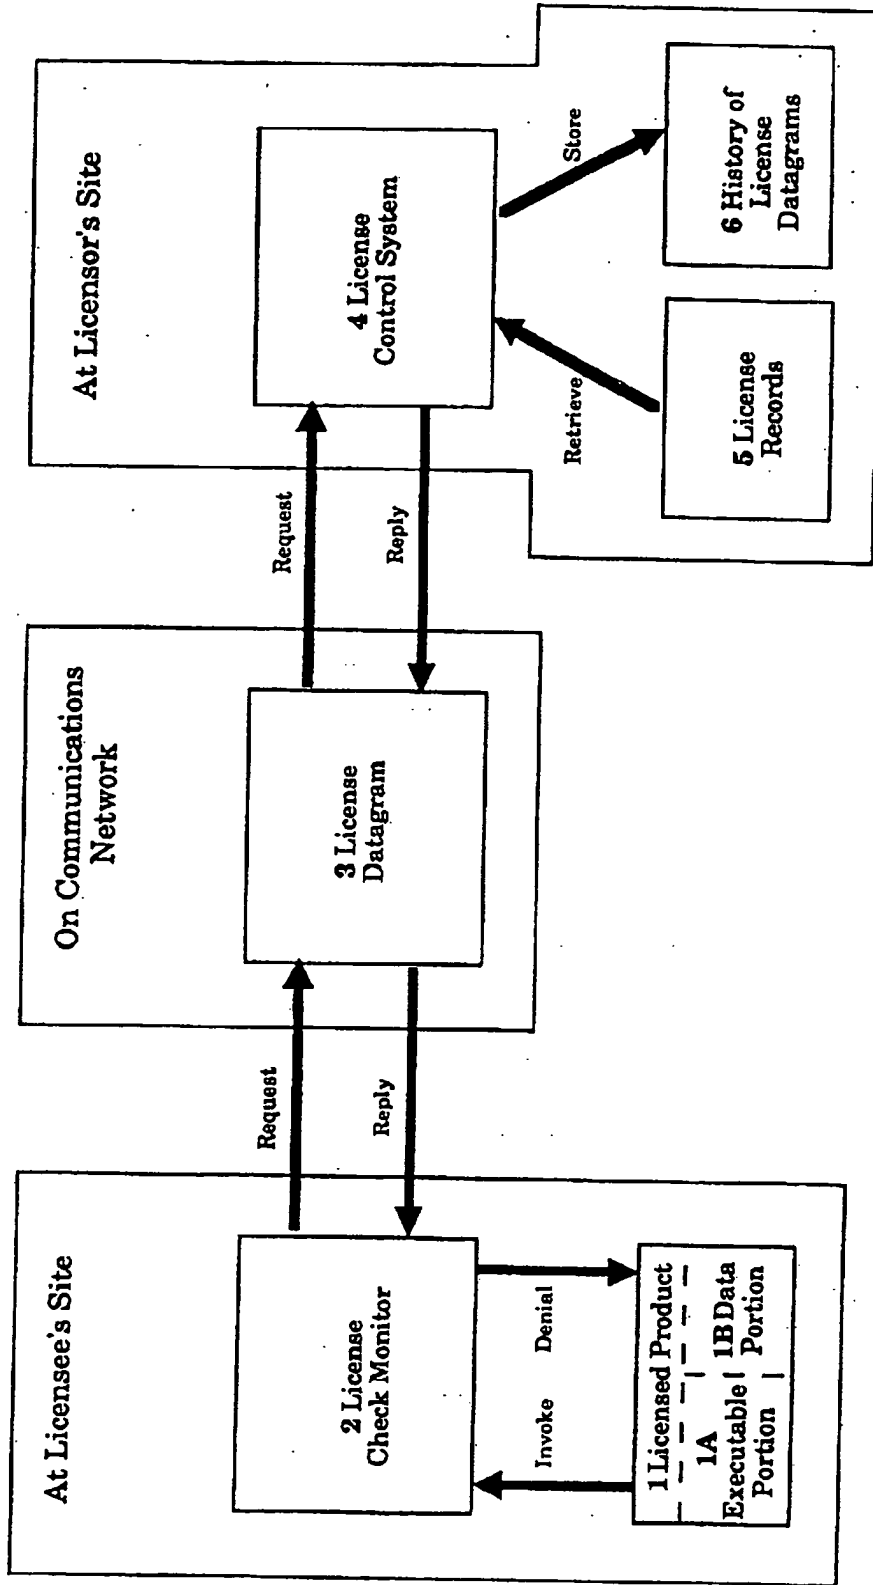 At Licensee's Site
2 License
Check Monitor
Invoke
Denial
1 Licensed Product
1A
Executable
Portion
1B Data
Portion
Request
Reply
On Communications
Network
3 License
Datagram
Request
Reply
At Licensor's Site
4 License
Control System
Retrieve
Store
5 License
Records
6 History of
License
Datagrams